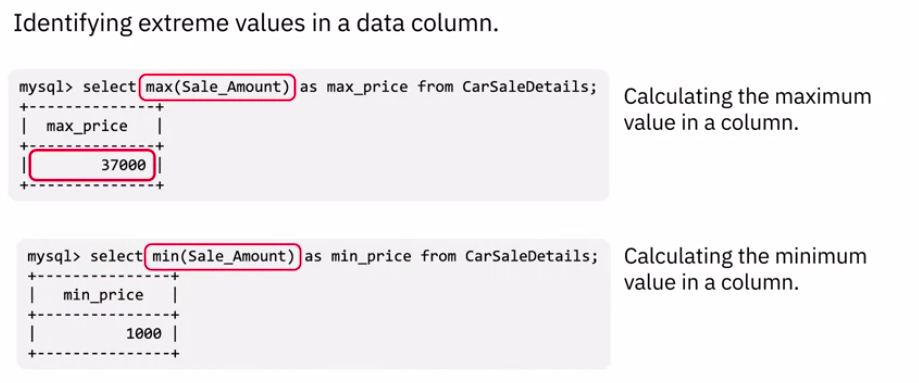 Identifying extreme values in a data column.
mysql> select max(Sale_Amount) as max_price from CarSaleDetails;
+--------------+
| max_price |
+--------------+
| 37000 |
+--------------+
Calculating the maximum
value in a column.
mysql> select min(Sale_Amount) as min_price from CarSaleDetails;
+----------------+
| min_price |
+----------------+
| 1000 |
+----------------+
Calculating the minimum
value in a column.